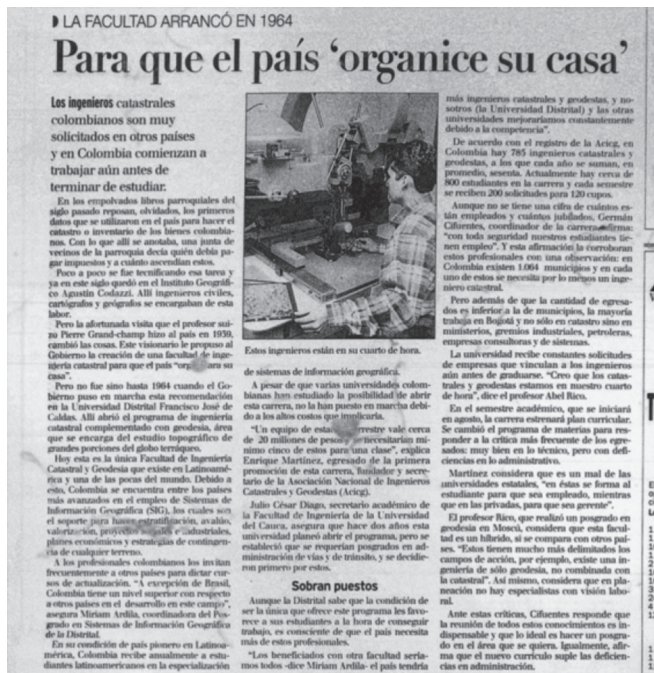 LA FACULTAD ARRANCÓ EN 1964
Para que el país ‘organice su casa’
Los ingenieros catastrales
colombianos son muy
solicitados en otros países
y en Colombia comienzan a
trabajar aún antes de
terminar de estudiar.
En los empolvados libros parroquiales del
siglo pasado reposan, olvidados, los primeros
datos que se utilizaron en el país para hacer el
catastro o inventario de los bienes colombia-
nos. Con lo que allí se anotaba, una junta de
vecinos de la parroquia decía quién debía pa-
gar impuestos y a cuánto ascendían estos.
Poco a poco se fue tecnificando esa tarea y
ya en este siglo quedó en el Instituto Geográfi-
co Agustín Codazzi. Allí ingenieros civiles,
cartógrafos y geógrafos se encargaban de esta
labor.
Pero la afortunada visita que el profesor sui-
zo Pierre Grand-champ hizo al país en 1930,
cambió las cosas. Este visionario le propuso al
Gobierno la creación de una facultad de inge-
niería catastral para que el país su
casa”.
Pero no fue sino hasta 1964 cuando el Go-
bierno puso en marcha esta recomendación
en la Universidad Distrital Francisco José de
Caldas. Allí abrió el programa de ingeniería
catastral complementado con geodesia, área
que se encarga del estudio topográfico de
grandes porciones del globo terráqueo.
Hoy esta es la única Facultad de Ingeniería
Catastral y Geodesia que existe en Latinoamé-
rica y una de las pocas del mundo. Debido a
esto, Colombia se encuentra entre los países
más avanzados en el empleo de Sistemas de
Información Geográfica (SIG), los cuales son
el soporte para hacer estratificación, avalúo,
valorización, proyectos e industriales,
planes económicos y estrategias de contingen-
cia de cualquier terreno.
A los profesionales colombianos los invitan
frecuentemente a otros países para dictar cur-
sos de actualización. “A excepción de Brasil,
Colombia tiene un nivel superior con respecto
a otros países en el desarrollo en este campo”,
asegura Miriam Ardila, coordinadora del Pos-
grado en Sistemas de Información Geográfica
de la Distrital.
En su condición de país pionero en Latinoa-
mérica, Colombia recibe anualmente a estu-
diantes latinoamericanos en la especialización
Estos ingenieros están en su cuarto de hora.
de sistemas de información geográfica.
A pesar de que varias universidades colom-
bianas han estudiado la posibilidad de abrir
esta carrera, no la han puesto en marcha debi-
do a los altos costos que implicaría.
“Un equipo de vale cerca
de 20 millones de pesos necesitarían mí-
nimo cinco de estos para una clase”, explica
Enrique Martínez, egresado de la primera
promoción de esta carrera, fundador y secre-
tario de la Asociación Nacional de Ingenieros
Catastrales y Geodestas (Acicg).
Julio César Diago, secretario académico de
la Facultad de Ingeniería de la Universidad
del Cauca, asegura que hace dos años esta
universidad planeó abrir el programa, pero se
estableció que se requerían posgrados en ad-
ministración de vías y de tránsito, y se decidie-
ron primero por estos.
Sobran puestos
Aunque la Distrital sabe que la condición de
ser la única que ofrece este programa les favo-
rece a sus estudiantes a la hora de conseguir
trabajo, es consciente de que el país necesita
más de estos profesionales.
“Los beneficiados con otra facultad sería-
mos todos -dice Miriam Ardila- el país tendría
más ingenieros catastrales y geodestas, y no-
sotros (la Universidad Distrital) y las otras
universidades mejoraríamos constantemente
debido a la competencia”.
De acuerdo con el registro de la Acicg, en
Colombia hay 785 ingenieros catastrales y
geodestas, a los que cada año se suman, en
promedio, sesenta. Actualmente hay cerca de
800 estudiantes en la carrera y cada semestre
se reciben 200 solicitudes para 120 cupos.
Aunque no se tiene una cifra de cuántos es-
tán empleados y cuántos jubilados, Germán
Cifuentes, coordinador de la carrera afirma:
“con toda seguridad nuestros estudiantes tie-
nen empleo”. Y esta afirmación la corroboran
estos profesionales con una observación: en
Colombia existen 1.064 municipios y en cada
uno de estos se necesita por lo menos un inge-
niero catastral.
Pero además de que la cantidad de egresa-
dos es inferior a la de municipios, la mayoría
trabaja en Bogotá y no sólo en catastro sino en
ministerios, gremios industriales, petroleras,
empresas consultoras y de sistemas.
La universidad recibe constantes solicitudes
de empresas que vinculan a los ingenieros
aún antes de graduarse. “Creo que los catas-
trales y geodestas estamos en nuestro cuarto
de hora”, dice el profesor Abel Rico.
En el semestre académico, que se iniciará
en agosto, la carrera estrenará plan curricular.
Se cambió el programa de materias para res-
ponder a la crítica más frecuente de los egre-
sados: muy bien en lo técnico, pero con defi-
ciencias en lo administrativo.
Martínez considera que es un mal de las
universidades estatales, “en éstas se forma al
estudiante para que sea empleado, mientras
que en las privadas, para que sea gerente”.
El profesor Rico, que realizó un posgrado en
geodesia en Moscú, considera que esta facul-
tad es un híbrido, si se compara con otros paí-
ses. “Éstos tienen mucho más delimitados los
campos de acción, por ejemplo, existe una in-
geniería de sólo geodesia, no combinada con
la catastral”. Así mismo, considera que en pla-
neación no hay especialistas con visión labo-
ral.
Ante estas críticas, Cifuentes responde que
la reunión de todos estos conocimientos es in-
dispensable y que lo ideal es hacer un posgra-
do en el área que se quiera. Igualmente, afir-
ma que el nuevo currículo suple las deficien-
cias en administración.